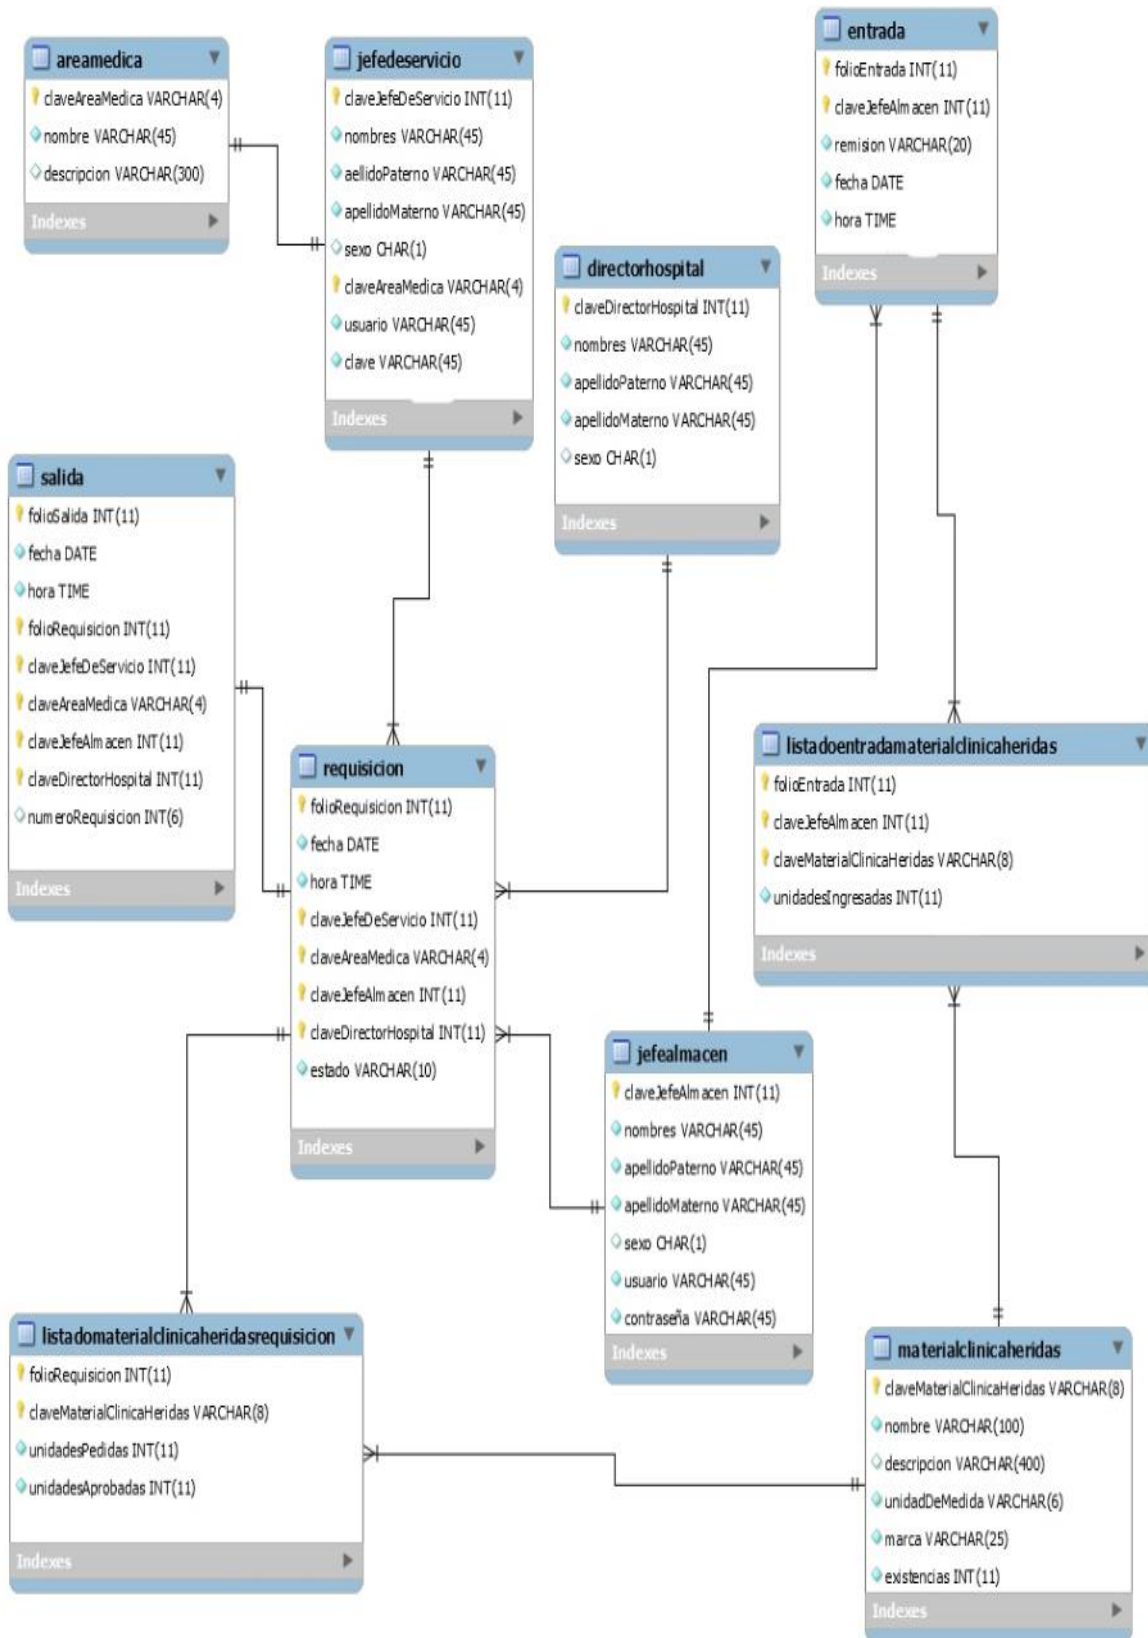 areamedica
claveAreaMedica VARCHAR(4)
nombre VARCHAR(45)
descripcion VARCHAR(300)
Indexes
jefedeservicio
claveJefeDeServicio INT(11)
nombres VARCHAR(45)
aellidoPaterno VARCHAR(45)
apellidoMaterno VARCHAR(45)
sexo CHAR(1)
claveAreaMedica VARCHAR(4)
usuario VARCHAR(45)
clave VARCHAR(45)
Indexes
entrada
folioEntrada INT(11)
claveJefeAlmacen INT(11)
remision VARCHAR(20)
fecha DATE
hora TIME
Indexes
directorhospital
claveDirectorHospital INT(11)
nombres VARCHAR(45)
apellidoPaterno VARCHAR(45)
apellidoMaterno VARCHAR(45)
sexo CHAR(1)
Indexes
salida
folioSalida INT(11)
fecha DATE
hora TIME
folioRequisicion INT(11)
claveJefeDeServicio INT(11)
claveAreaMedica VARCHAR(4)
claveJefeAlmacen INT(11)
claveDirectorHospital INT(11)
numeroRequisicion INT(6)
Indexes
requisicion
folioRequisicion INT(11)
fecha DATE
hora TIME
claveJefeDeServicio INT(11)
claveAreaMedica VARCHAR(4)
claveJefeAlmacen INT(11)
claveDirectorHospital INT(11)
estado VARCHAR(10)
Indexes
listadoentradamaterialclinicaheridas
folioEntrada INT(11)
claveJefeAlmacen INT(11)
claveMaterialClinicaHeridas VARCHAR(8)
unidadesIngresadas INT(11)
Indexes
jefealmacen
claveJefeAlmacen INT(11)
nombres VARCHAR(45)
apellidoPaterno VARCHAR(45)
apellidoMaterno VARCHAR(45)
sexo CHAR(1)
usuario VARCHAR(45)
contraseña VARCHAR(45)
Indexes
listadomaterialclinicaheridasrequisicion
folioRequisicion INT(11)
claveMaterialClinicaHeridas VARCHAR(8)
unidadesPedidas INT(11)
unidadesAprobadas INT(11)
Indexes
materialclinicaheridas
claveMaterialClinicaHeridas VARCHAR(8)
nombre VARCHAR(100)
descripcion VARCHAR(400)
unidadDeMedida VARCHAR(6)
marca VARCHAR(25)
existencias INT(11)
Indexes